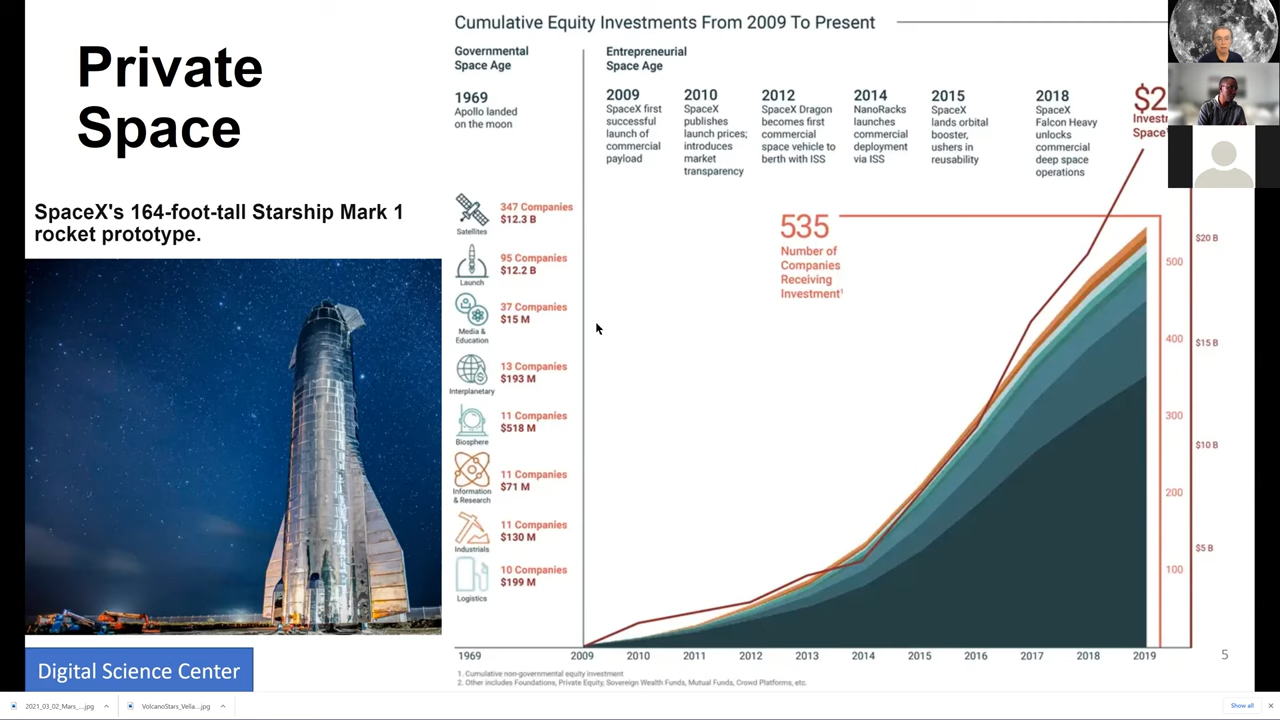 Private
Space
SpaceX's 164-foot-tall Starship Mark 1
rocket prototype.
Digital Science Center
Cumulative Equity Investments From 2009 To Present
Governmental
Space Age
1969
Apollo landed
on the moon
Entrepreneurial
Space Age
2009
SpaceX first
successful
launch of
commercial
payload
2010
SpaceX
publishes
launch prices;
introduces
market
transparency
2012
SpaceX Dragon
becomes first
commercial
space vehicle to
berth with ISS
2014
NanoRacks
launches
commercial
deployment
via ISS
2015
SpaceX
lands orbital
booster,
ushers in
reusability
2018
SpaceX
Falcon Heavy
unlocks
commercial
deep space
operations
$2
Space
347 Companies
$12.3 B
Satellites
95 Companies
$12.2 B
Launch
37 Companies
$15 M
Media &
Education
13 Companies
$193 M
Interplanetary
11 Companies
$518 M
Biosphere
11 Companies
$71 M
Information
& Research
11 Companies
$130 M
Industrials
10 Companies
$199 M
Logistics
535
Number of
Companies
Receiving
Investment¹
500
400
300
200
100
$20 B
$15 B
$10 B
$5 B
1969 2009 2010 2011 2012 2013 2014 2015 2016 2017 2018 2019
5
1. Cumulative non-governmental equity investment
2. Other includes Foundations, Private Equity, Sovereign Wealth Funds, Mutual Funds, Crowd Platforms, etc.
2021_03_02_Mars_....jpg
VolcanoStars_Vella....jpg
Show all